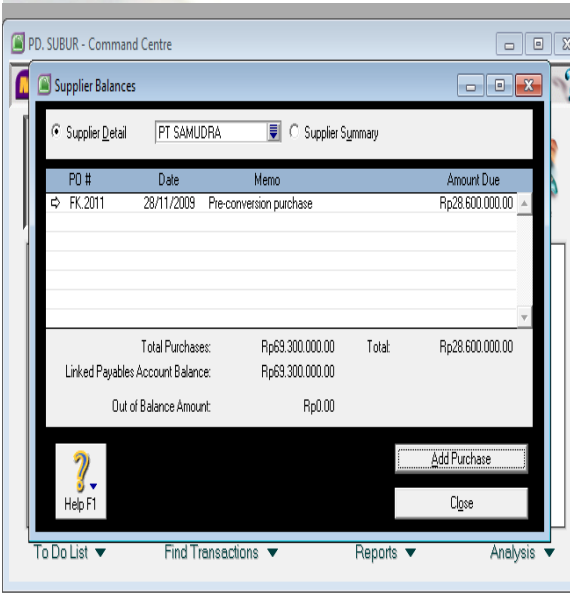 PD. SUBUR - Command Centre
Supplier Balances
Supplier Detail PT SAMUDRA Supplier Summary
PO # Date Memo Amount Due
FK.2011 28/11/2009 Pre-conversion purchase Rp28.600.000.00
Total Purchases: Rp69.300.000.00 Total: Rp28.600.000.00
Linked Payables Account Balance: Rp69.300.000.00
Out of Balance Amount: Rp0.00
Add Purchase
Help F1
Close
To Do List Find Transactions Reports Analysis